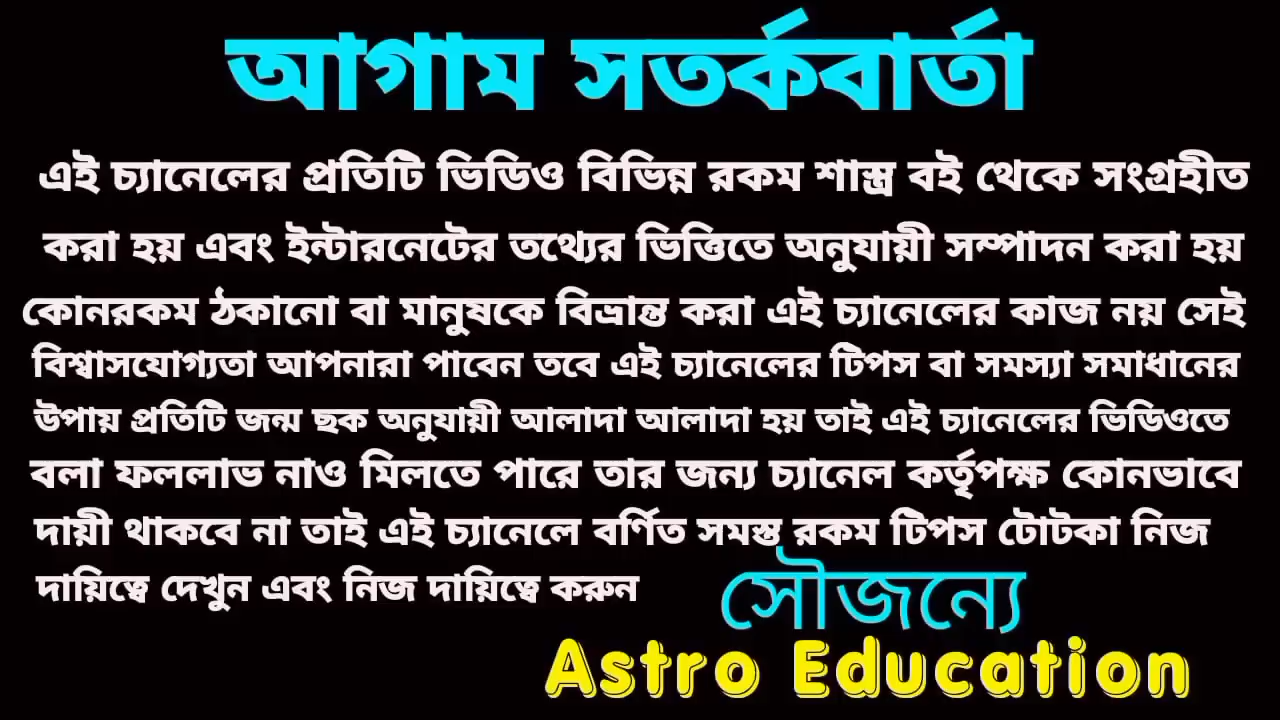 আগাম সতর্কবার্তা
এই চ্যানেলের প্রতিটি ভিডিও বিভিন্ন রকম শাস্ত্র বই থেকে সংগ্রহীত
করা হয় এবং ইন্টারনেটের তথ্যের ভিত্তিতে অনুযায়ী সম্পাদন করা হয়
কোনরকম ঠকানো বা মানুষকে বিভ্রান্ত করা এই চ্যানেলের কাজ নয় সেই
বিশ্বাসযোগ্যতা আপনারা পাবেন তবে এই চ্যানেলের টিপস বা সমস্যা সমাধানের
উপায় প্রতিটি জন্ম ছক অনুযায়ী আলাদা আলাদা হয় তাই এই চ্যানেলের ভিডিওতে
বলা ফললাভ নাও মিলতে পারে তার জন্য চ্যানেল কর্তৃপক্ষ কোনভাবে
দায়ী থাকবে না তাই এই চ্যানেলে বর্ণিত সমস্ত রকম টিপস টোটকা নিজ
দায়িত্বে দেখুন এবং নিজ দায়িত্বে করুন
সৌজন্যে
Astro Education